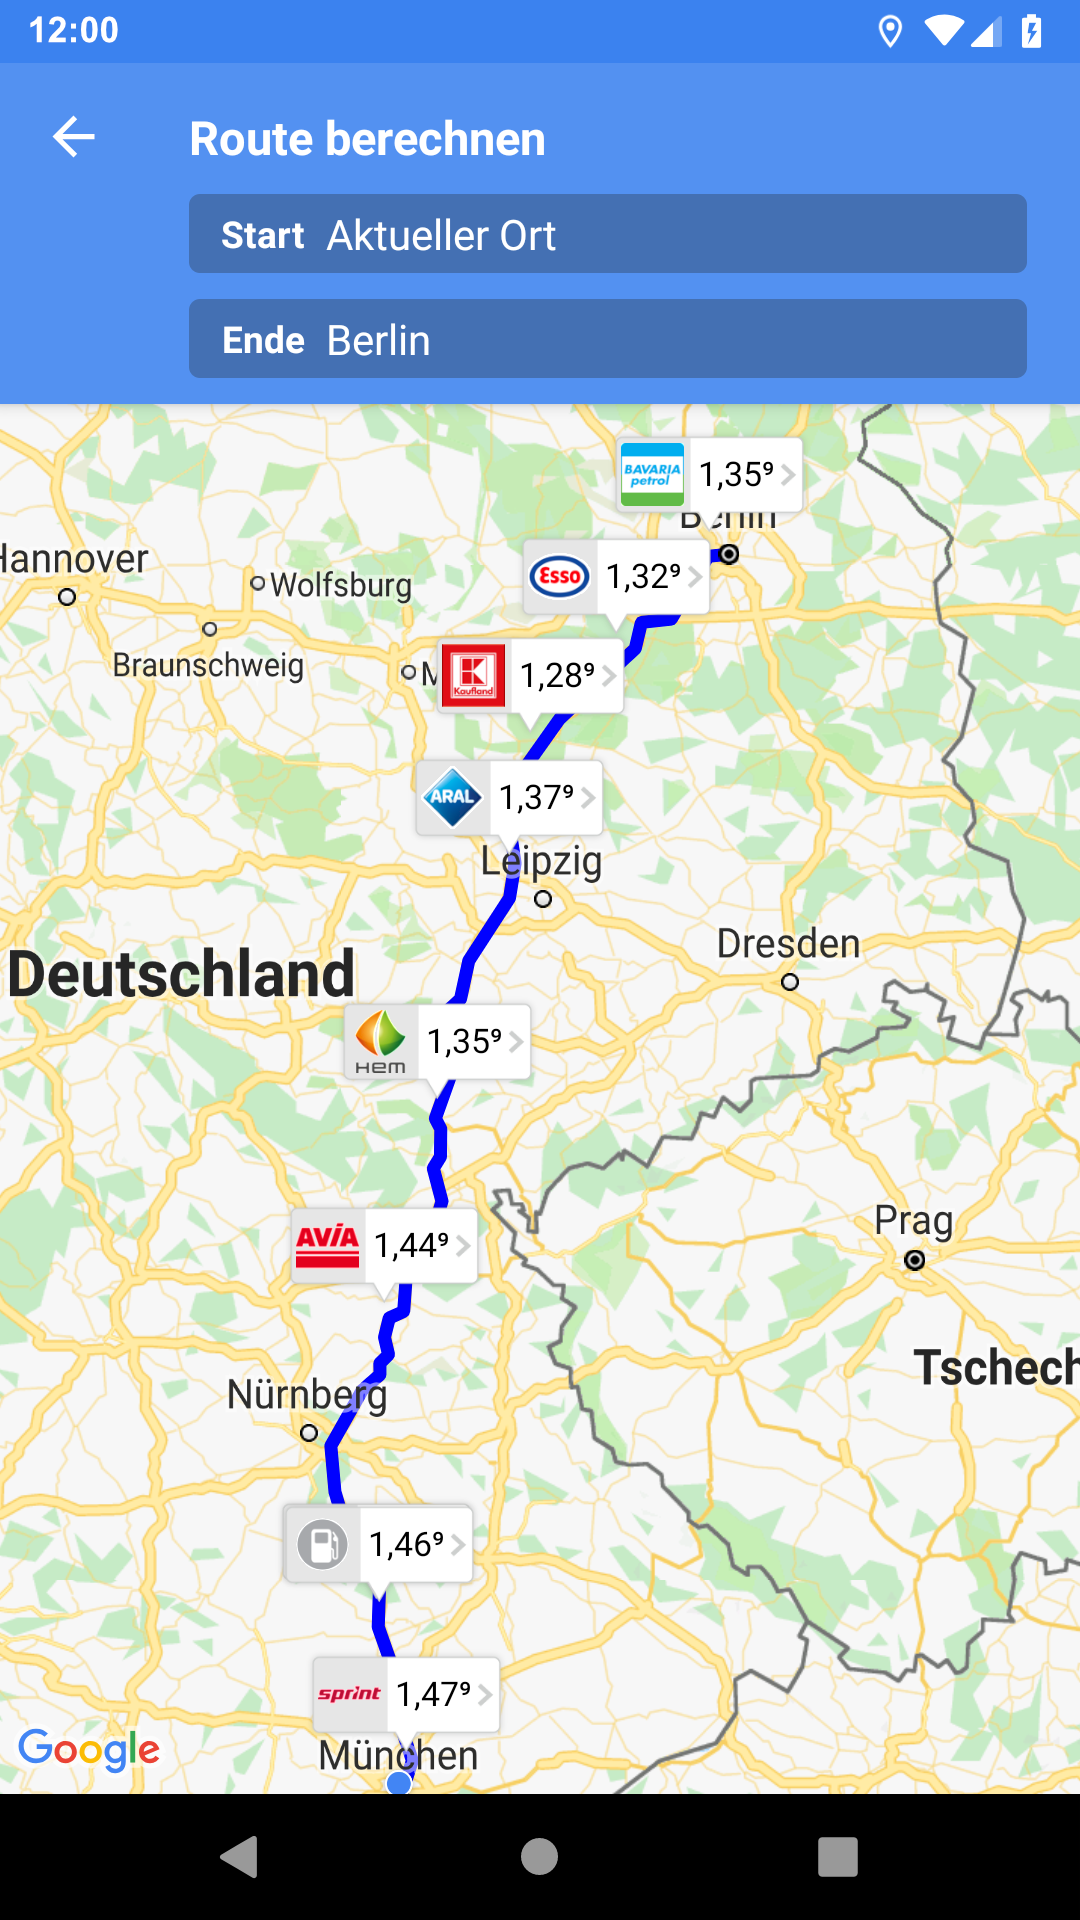 12:00
Route berechnen
Start Aktueller Ort
Ende Berlin
BAVARIA petrol 1,35⁹
Berlin
Hannover
Esso 1,32⁹
Wolfsburg
Braunschweig
M
Kaufland 1,28⁹
ARAL 1,37⁹
Leipzig
Dresden
Deutschland
HEM 1,35⁹
Prag
AVIA 1,44⁹
Tschech
Nürnberg
1,46⁹
sprint 1,47⁹
Google
München